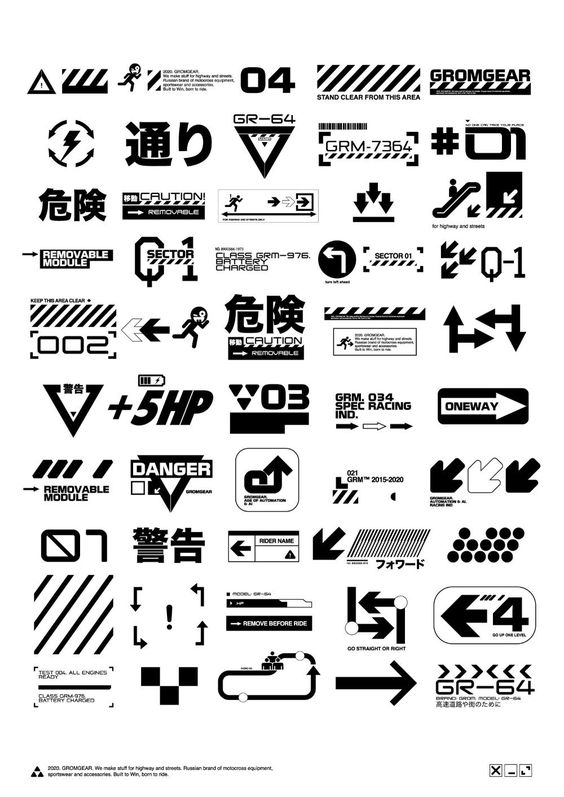 2020. GROMGEAR.
We make stuff for highway and streets.
Russian brand of motocross equipment,
sportswear and accessories.
Built to Win, born to ride.
04
STAND CLEAR FROM THIS AREA
GROMGEAR
通り
GR-64
GRM-7364
NO ONE CAN TAKE YOUR PLACE
#01
危険
移動 CAUTION!
REMOVABLE
for highway and streets
REMOVABLE
MODULE
Q-1
SECTOR
CLASS GRM-976.
BATTERY
CHARGED
turn left ahead
SECTOR 01
Q-1
KEEP THIS AREA CLEAR
002
危険
移動 CAUTION
REMOVABLE
2020. GROMGEAR.
We make stuff for highway and streets.
Russian brand of motocross equipment,
sportswear and accessories.
Built to Win, born to ride.
警告
+5HP
03
GRM. 034.
SPEC RACING
IND.
ONEWAY
REMOVABLE
MODULE
DANGER
GROMGEAR
GROMGEAR.
AGE OF AUTOMATION
& AI.
021
GRM™ 2015-2020
GROMGEAR.
AUTOMATION & AI.
RACING IND
01
警告
RIDER NAME
フォワード
!
MODEL: GR-64
HP
REMOVE BEFORE RIDE
GO STRAIGHT OR RIGHT
4
GO UP ONE LEVEL
TEST 004. ALL ENGINES
READY
CLASS GRM-976.
BATTERY CHARGED
GR-64
BRAND: GROM. MODEL: GR-64
高速道路や街のために
2020. GROMGEAR. We make stuff for highway and streets. Russian brand of motocross equipment,
sportswear and accessories. Built to Win, born to ride.